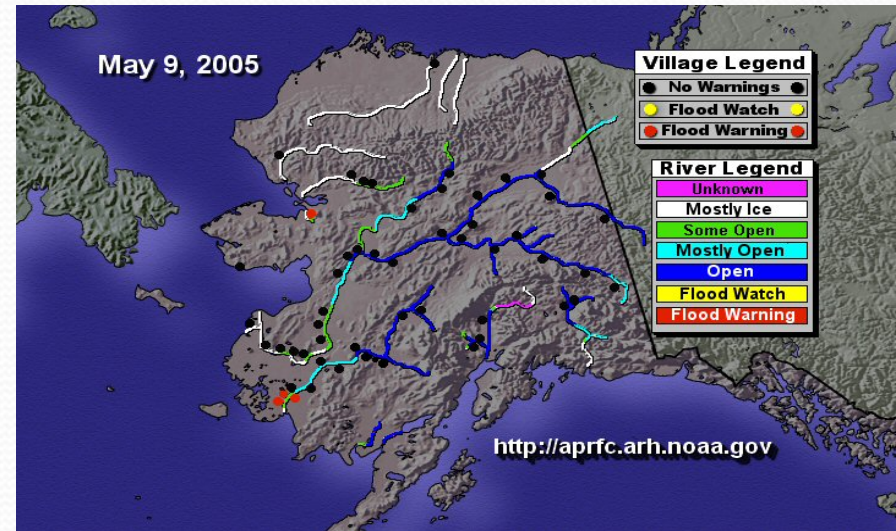 May 9, 2005
Village Legend
No Warnings
Flood Watch
Flood Warning
River Legend
Unknown
Mostly Ice
Some Open
Mostly Open
Open
Flood Watch
Flood Warning
http://aprfc.arh.noaa.gov